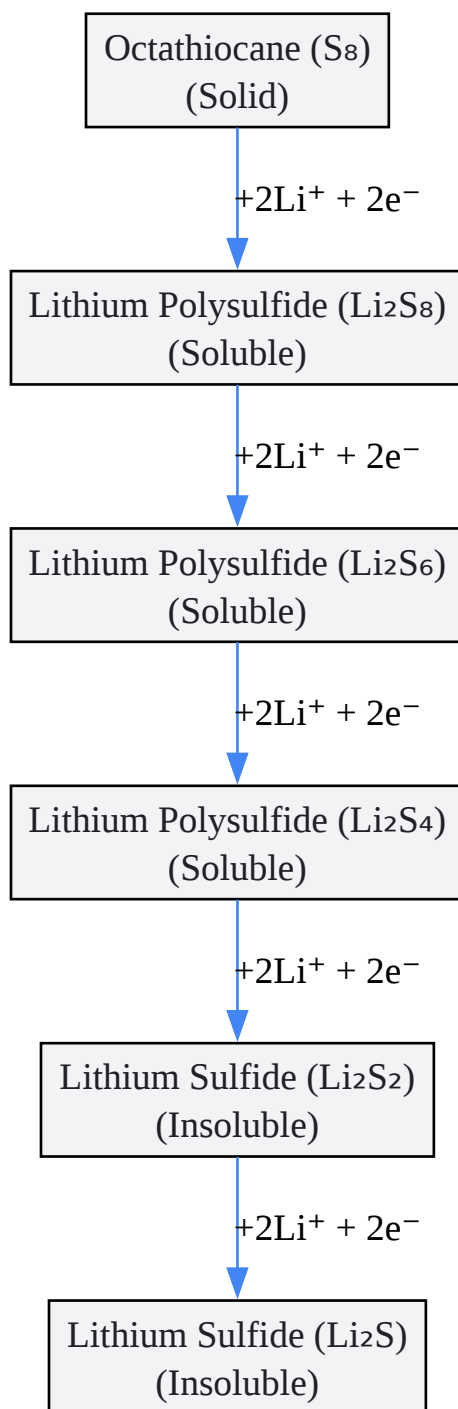 Octathiocane (S₈)
(Solid)
+2Li⁺ + 2e⁻
Lithium Polysulfide (Li₂S₈)
(Soluble)
+2Li⁺ + 2e⁻
Lithium Polysulfide (Li₂S₆)
(Soluble)
+2Li⁺ + 2e⁻
Lithium Polysulfide (Li₂S₄)
(Soluble)
+2Li⁺ + 2e⁻
Lithium Sulfide (Li₂S₂)
(Insoluble)
+2Li⁺ + 2e⁻
Lithium Sulfide (Li₂S)
(Insoluble)